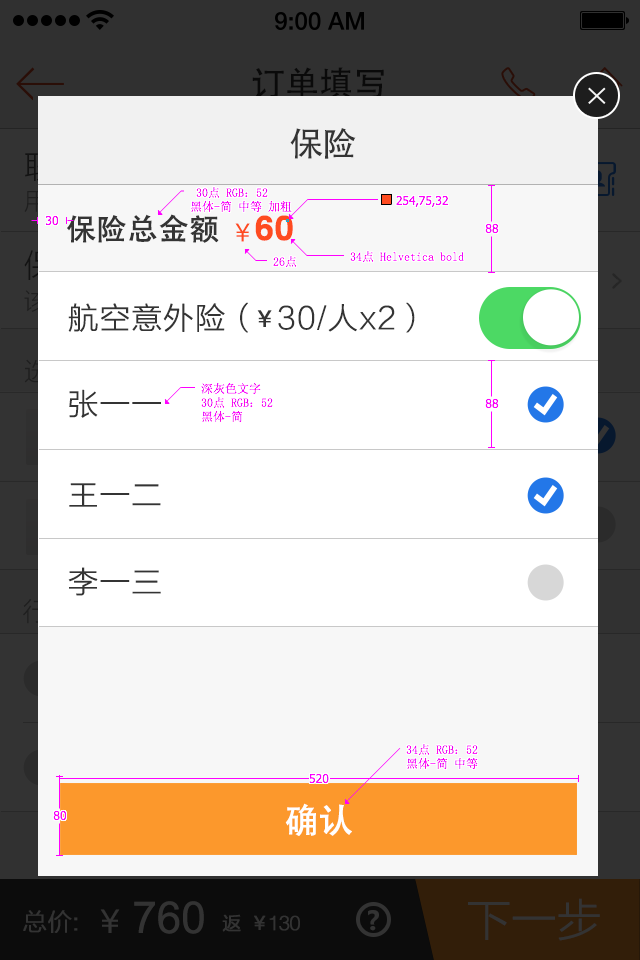 9:00 AM
订单填写
保险
30点 RGB: 52
黑体-简 中等 加粗
254,75,32
30
保险总金额 ¥60
88
26点
34点 Helvetica bold
航空意外险（¥30/人x2）
张一一
深灰色文字
30点 RGB: 52
黑体-简
88
王一二
李一三
34点 RGB: 52
黑体-简 中等
520
80
确认
总价: ¥ 760 返 ¥130
下一步